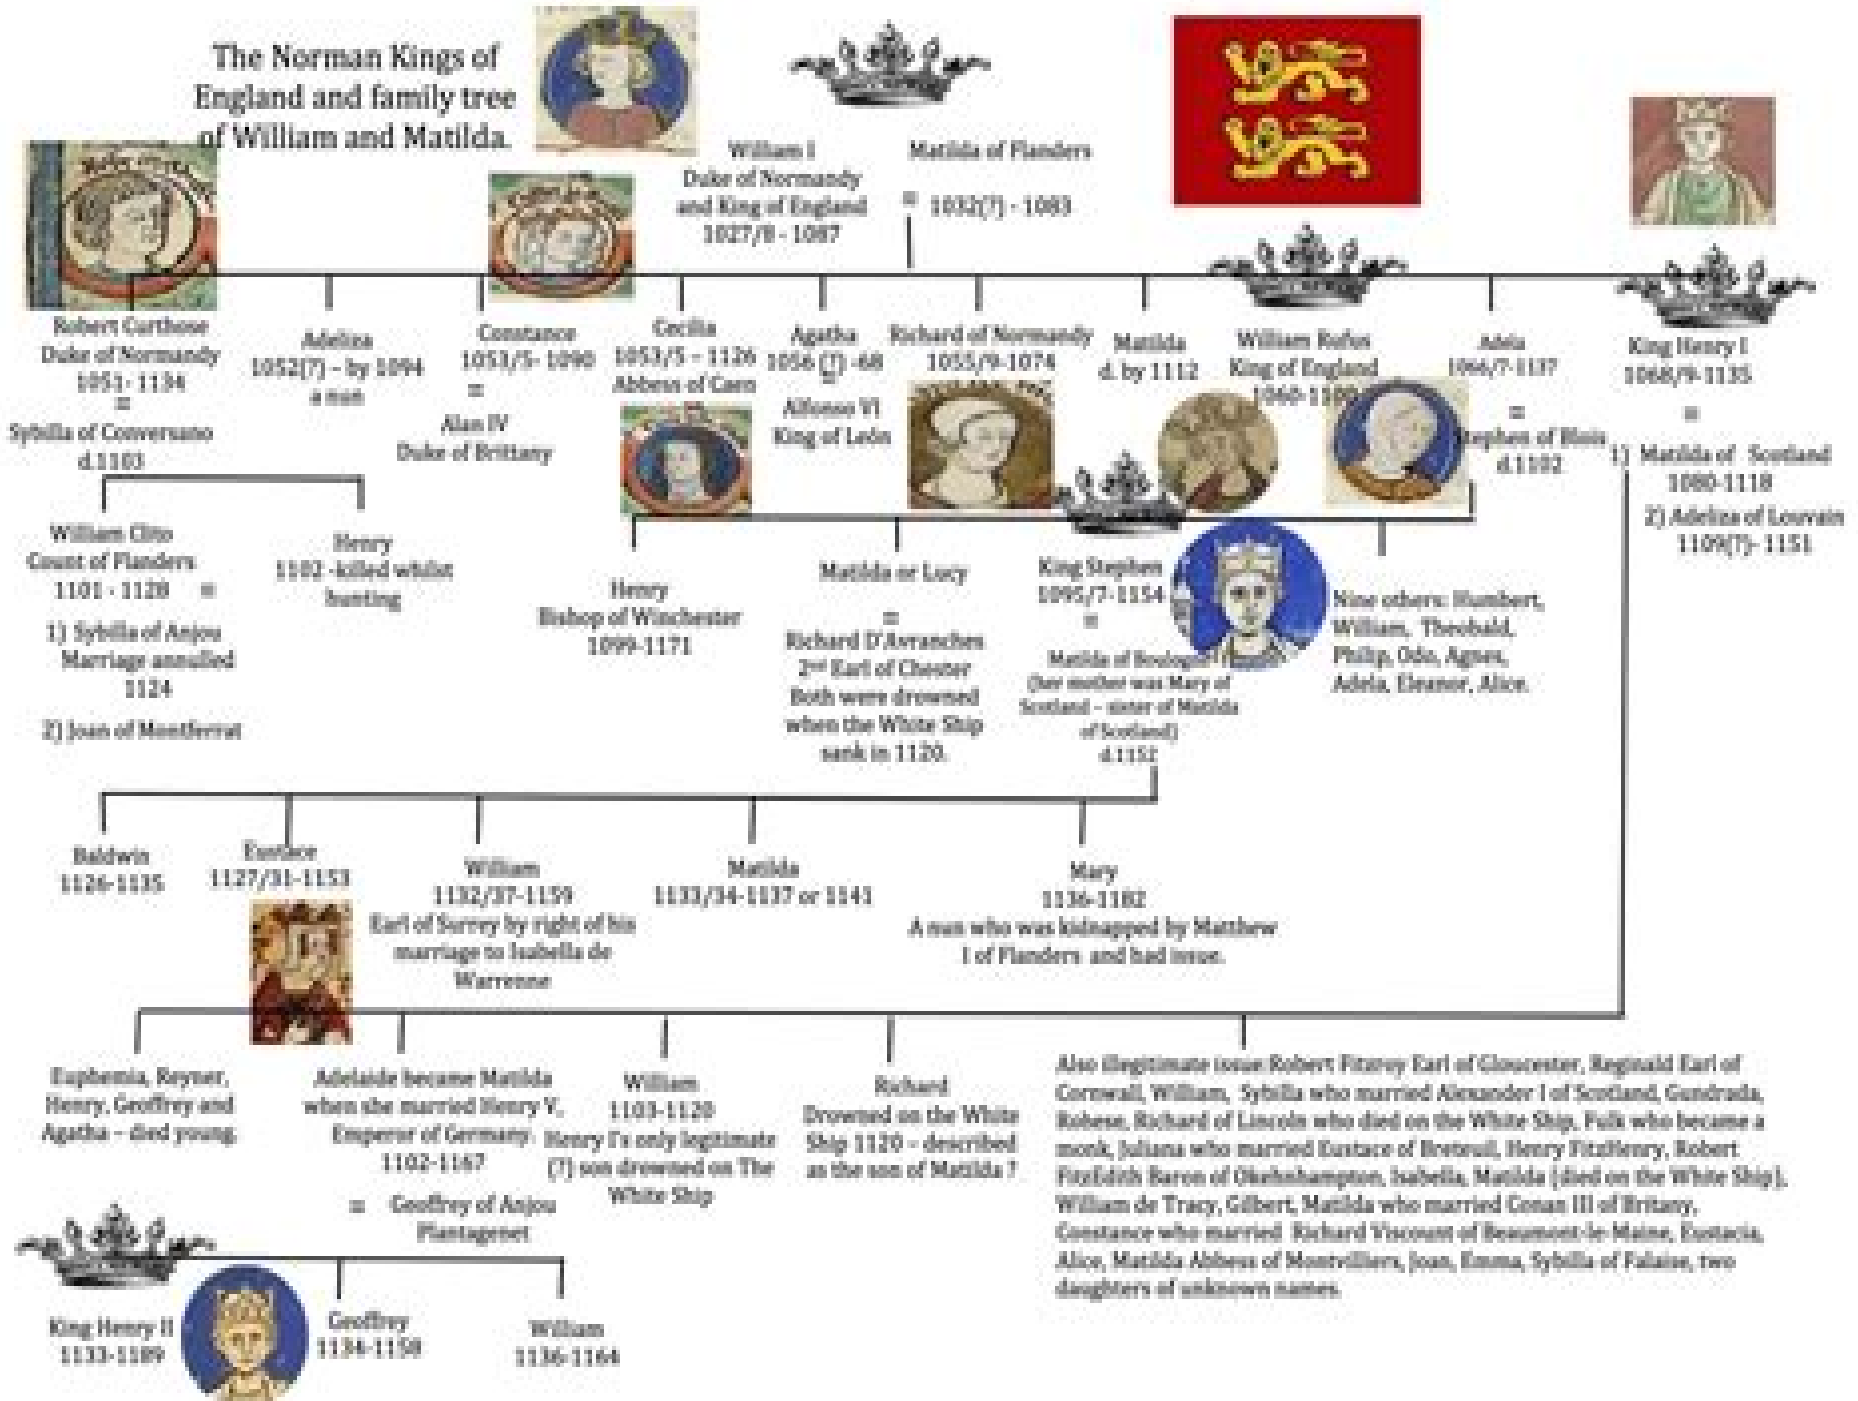 The Norman Kings of
England and family tree
of William and Matilda.
William I
Duke of Normandy
and King of England
1027/8 - 1087
=
Matilda of Flanders
1032(?) - 1083
Robert Curthose
Duke of Normandy
1051- 1134
=
Sybilla of Conversano
d.1103
Adeliza
1052(?) - by 1094
a nun
Constance
1053/5- 1090
=
Alan IV
Duke of Brittany
Cecilia
1053/5 - 1126
Abbess of Caen
Agatha
1056 (?) -68
=
Alfonso VI
King of León
Richard of Normandy
1055/9-1074
Matilda
d. by 1112
William Rufus
King of England
1060-1100
Adela
1066/7-1137
=
Stephen of Blois
d.1102
King Henry I
1068/9-1135
=
1) Matilda of Scotland
1080-1118
2) Adeliza of Louvain
1109(?)- 1151
William Clito
Count of Flanders
1101 - 1128 =
1) Sybilla of Anjou
Marriage annulled
1124
2) Joan of Montferrat
Henry
1102 -killed whilst
hunting
Henry
Bishop of Winchester
1099-1171
Matilda or Lucy
=
Richard D'Avranches
2nd Earl of Chester
Both were drowned
when the White Ship
sank in 1120.
King Stephen
1095/7-1154
=
Matilda of Boulogne
(her mother was Mary of
Scotland - sister of Matilda
of Scotland)
d.1152
Nine others: Humbert,
William, Theobald,
Philip, Odo, Agnes,
Adela, Eleanor, Alice.
Baldwin
1126-1135
Eustace
1127/31-1153
William
1132/37-1159
Earl of Surrey by right of his
marriage to Isabella de
Warrenne
Matilda
1133/34-1137 or 1141
Mary
1136-1182
A nun who was kidnapped by Matthew
I of Flanders and had issue.
Euphemia, Reyner,
Henry, Geoffrey and
Agatha - died young.
Adelaide became Matilda
when she married Henry V,
Emperor of Germany.
1102-1167
= Geoffrey of Anjou
Plantagenet
William
1103-1120
Henry I's only legitimate
(?) son drowned on The
White Ship
Richard
Drowned on the White
Ship 1120 - described
as the son of Matilda ?
Also illegitimate issue:Robert Fitzroy Earl of Gloucester, Reginald Earl of
Cornwall, William, Sybilla who married Alexander I of Scotland, Gundrada,
Rohese, Richard of Lincoln who died on the White Ship, Fulk who became a
monk, Juliana who married Eustace of Breteuil, Henry FitzHenry, Robert
FitzEdith Baron of Okehnhampton, Isabella, Matilda (died on the White Ship),
William de Tracy, Gilbert, Matilda who married Conan III of Britany,
Constance who married Richard Viscount of Beaumont-le-Maine, Eustacia,
Alice, Matilda Abbess of Montvilliers, Joan, Emma, Sybilla of Falaise, two
daughters of unknown names.
King Henry II
1133-1189
Geoffrey
1134-1158
William
1136-1164